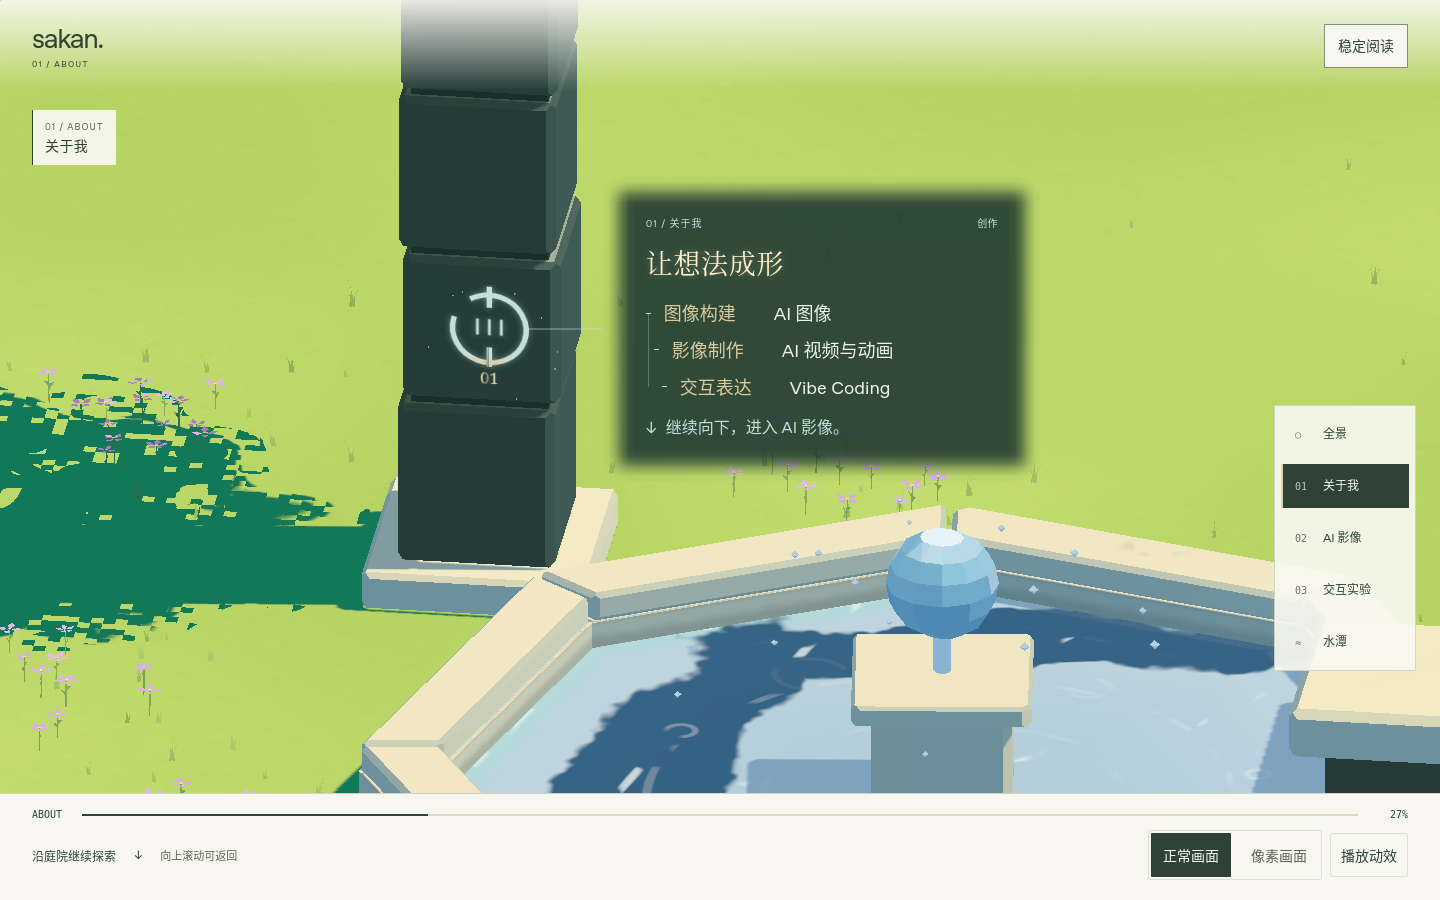 sakan.
01 / ABOUT
稳定阅读
01 / ABOUT
关于我
01 / 关于我
创作
让想法成形
图像构建 AI 图像
影像制作 AI 视频与动画
交互表达 Vibe Coding
↓ 继续向下，进入 AI 影像。
01
○ 全景
01 关于我
02 AI 影像
03 交互实验
≈ 水潭
ABOUT
27%
沿庭院继续探索 ↓ 向上滚动可返回
正常画面
像素画面
播放动效